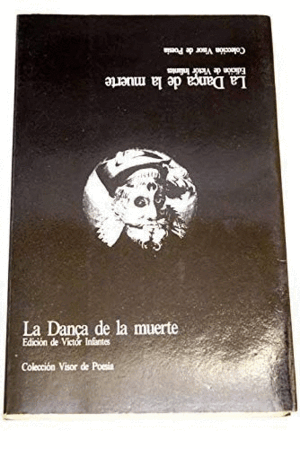 Colección Visor de Poesía
Edición de Víctor Infantes
La Dança de la muerte
La Dança de la muerte
Edición de Víctor Infantes
Colección Visor de Poesía